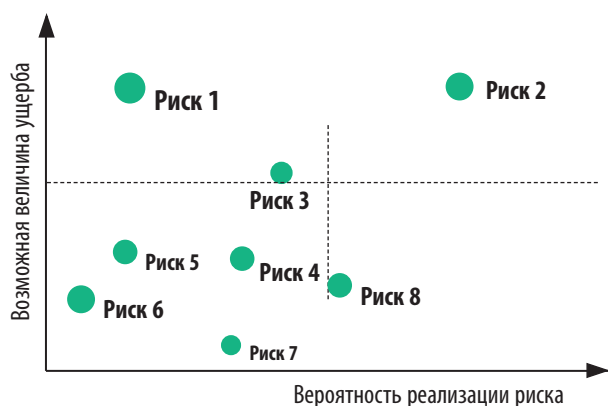 Возможная величина ущерба
Риск 1
Риск 2
Риск 3
Риск 5
Риск 4
Риск 6
Риск 8
Риск 7
Вероятность реализации риска